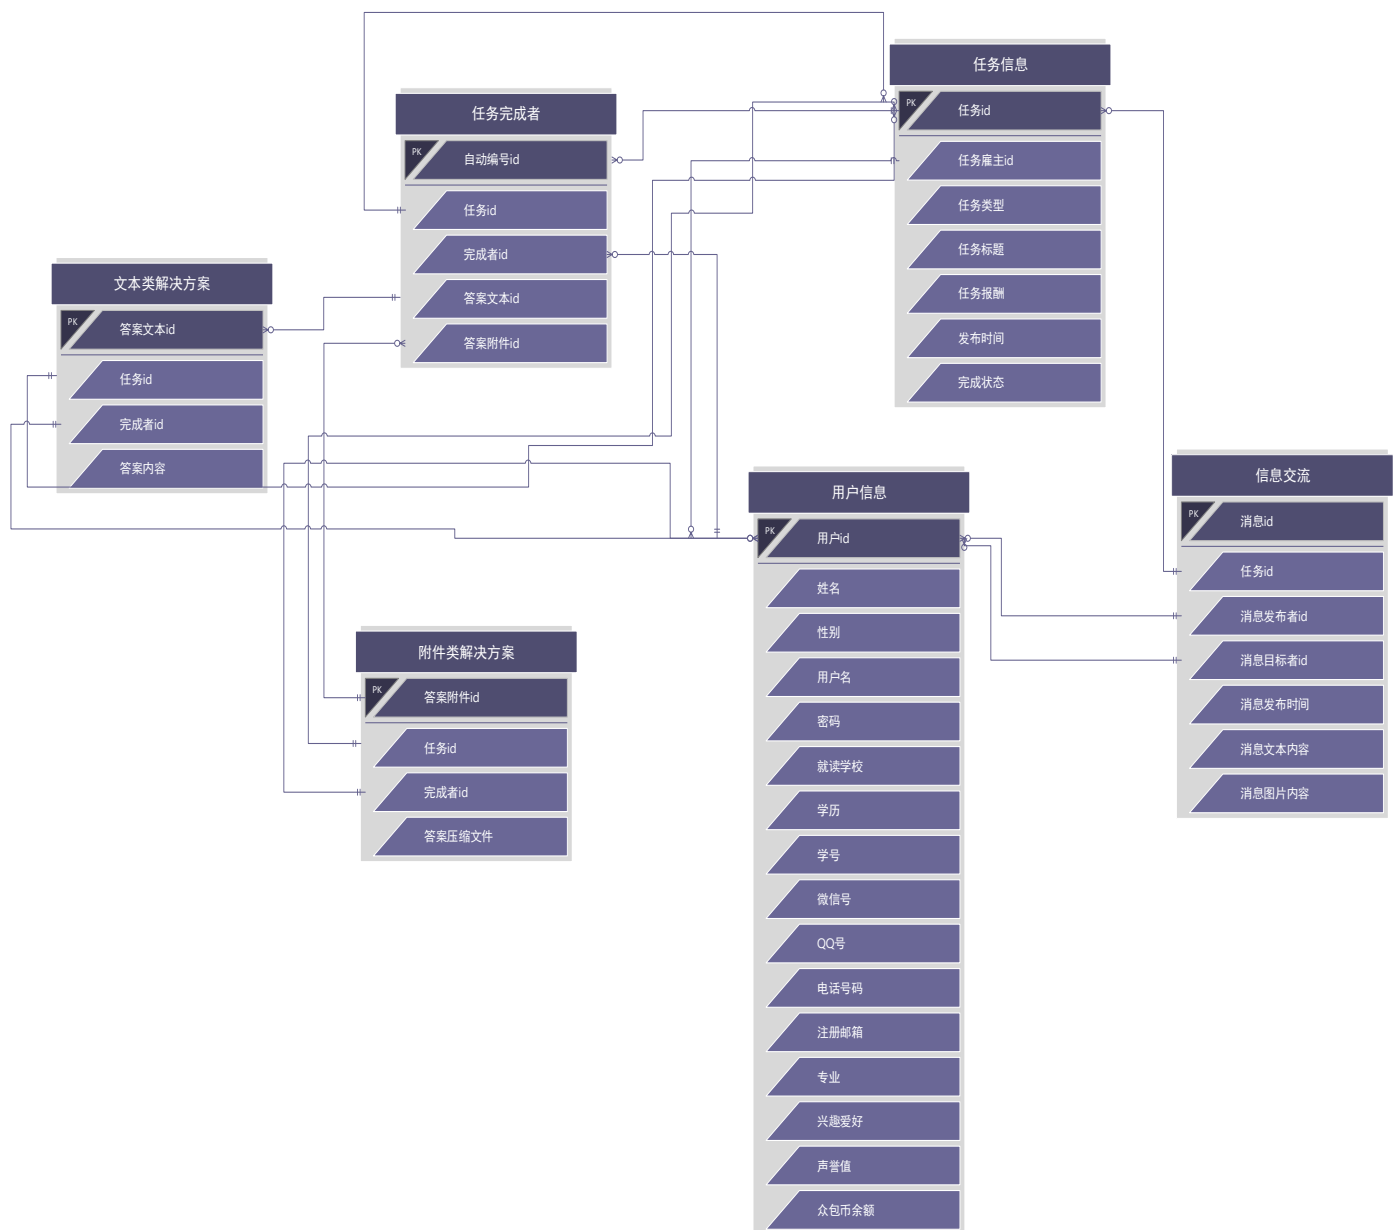 任务信息
PK
任务id
任务雇主id
任务类型
任务标题
任务报酬
发布时间
完成状态
任务完成者
PK
自动编号id
任务id
完成者id
答案文本id
答案附件id
文本类解决方案
PK
答案文本id
任务id
完成者id
答案内容
信息交流
PK
消息id
任务id
消息发布者id
消息目标者id
消息发布时间
消息文本内容
消息图片内容
用户信息
PK
用户id
姓名
性别
用户名
密码
就读学校
学历
学号
微信号
QQ号
电话号码
注册邮箱
专业
兴趣爱好
声誉值
众包币余额
附件类解决方案
PK
答案附件id
任务id
完成者id
答案压缩文件